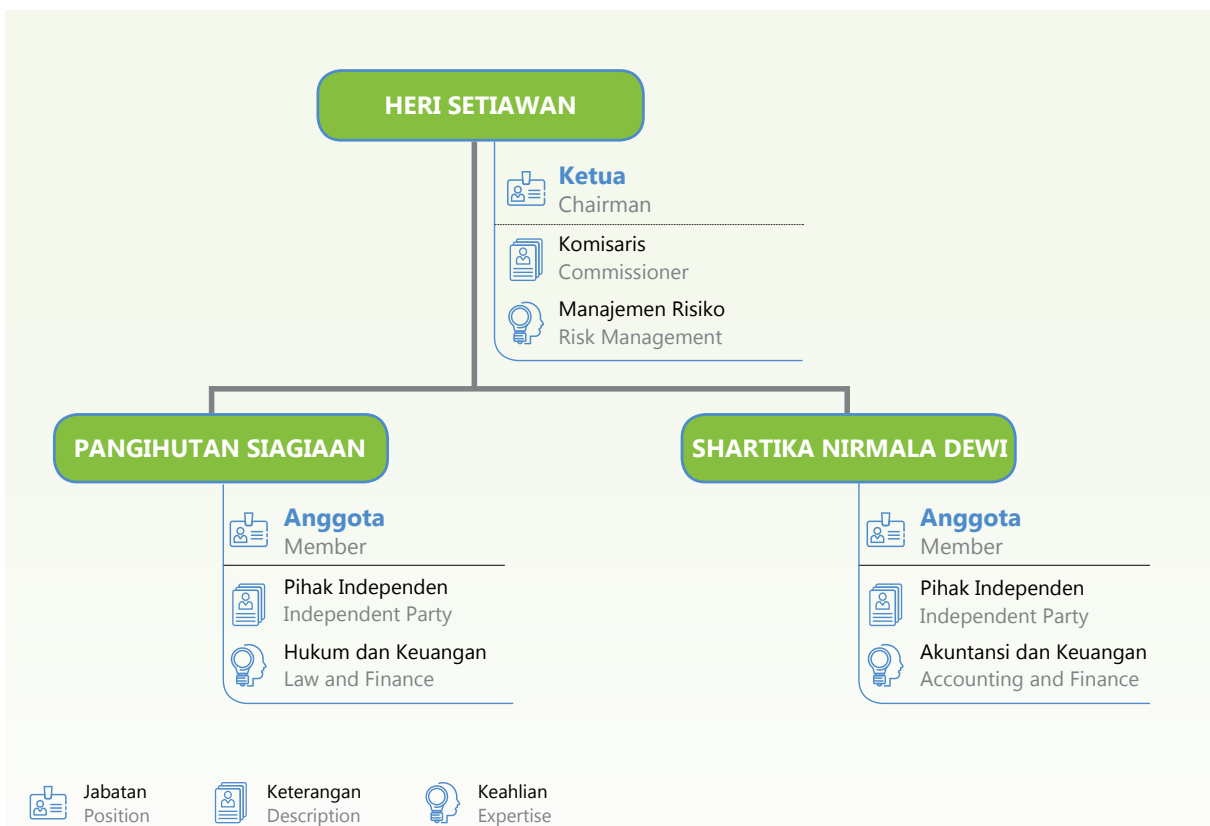 HERI SETIAWAN
Ketua
Chairman
Komisaris
Commissioner
Manajemen Risiko
Risk Management
PANGIHUTAN SIAGIAAN
Anggota
Member
Pihak Independen
Independent Party
Hukum dan Keuangan
Law and Finance
SHARTIKA NIRMALA DEWI
Anggota
Member
Pihak Independen
Independent Party
Akuntansi dan Keuangan
Accounting and Finance
Jabatan
Position
Keterangan
Description
Keahlian
Expertise